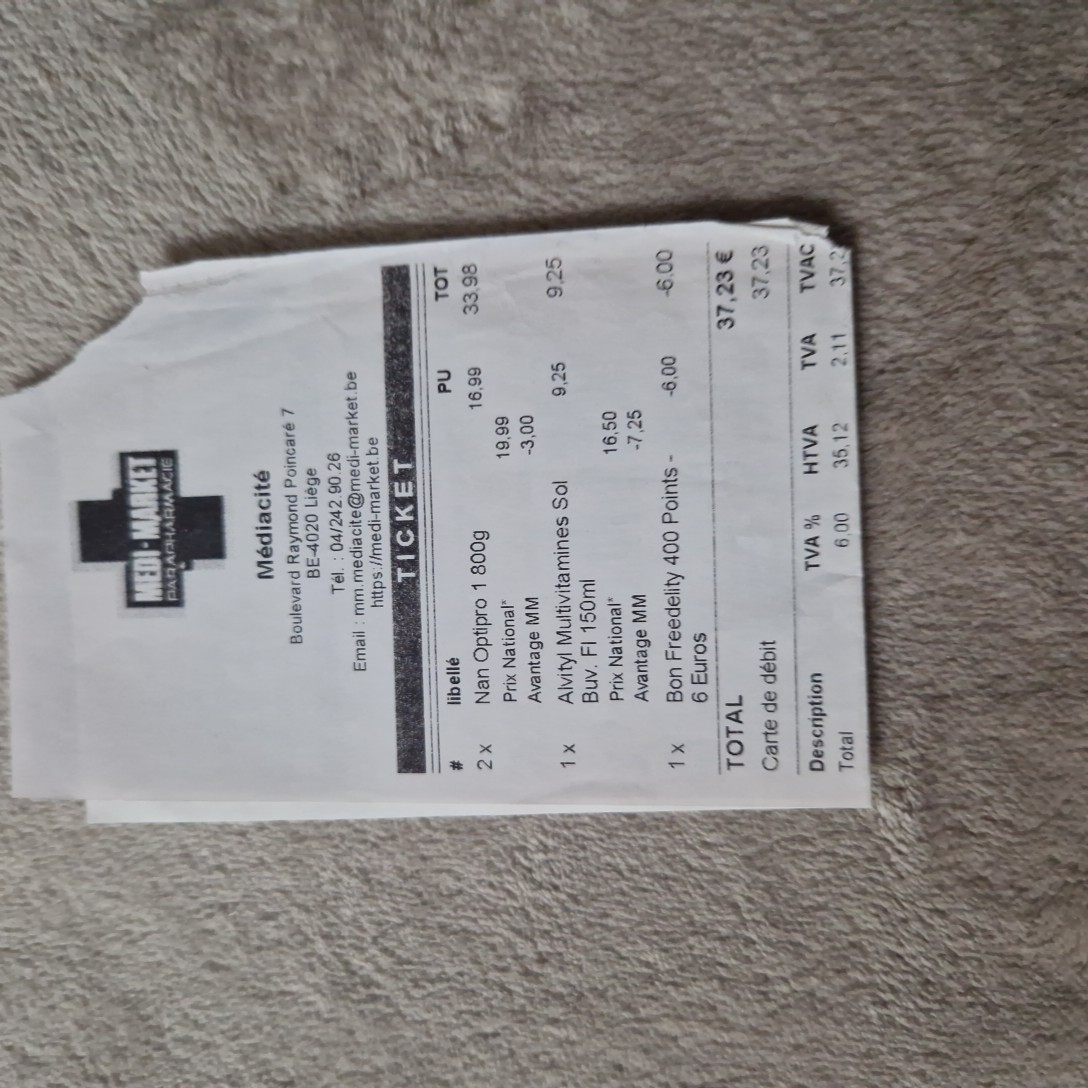 MEDI-MARKET
PARAPHARMACIE
Médiacité
Boulevard Raymond Poincaré 7
BE-4020 Liège
Tél. : 04/242.90.26
Email : mm.mediacite@medi-market.be
https://medi-market.be
TICKET
# libellé PU TOT
2 x Nan Optipro 1 800g 16,99 33,98
Prix National* 19,99
Avantage MM -3,00
1 x Alvityl Multivitamines Sol 9,25 9,25
Buv. Fl 150ml
Prix National* 16,50
Avantage MM -7,25
1 x Bon Freedelity 400 Points - -6,00 -6,00
6 Euros
TOTAL 37,23 €
Carte de débit 37,23
Description TVA % HTVA TVA TVAC
Total 6,00 35,12 2,11 37,2